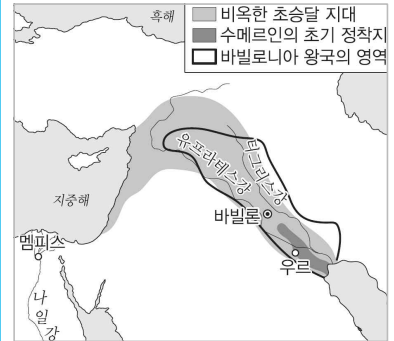 흑해
비옥한 초승달 지대
수메르인의 초기 정착지
바빌로니아 왕국의 영역
유프라테스강
티그리스강
지중해
바빌론
멤피스
우르
나일강